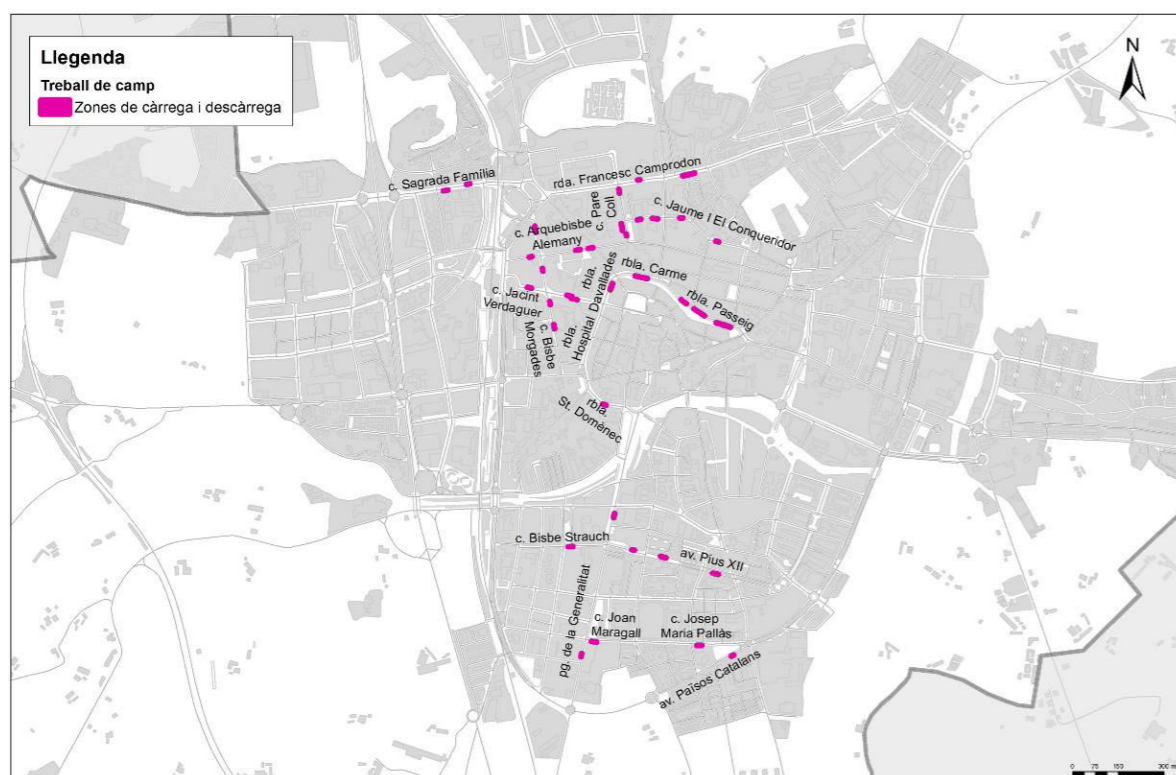 Llegenda
Treball de camp
Zones de càrrega i descàrrega
N
c. Sagrada Família
rda. Francesc Camprodon
c. Pare
Coll
c. Jaume I El Conqueridor
c. Arquebisbe
Alemany
rbla. Carme
rbla.
Davallades
rbla. Passeig
c. Jacint
Verdaguer
rbla.
Hospital
c. Bisbe
Morgades
rbla.
St. Domènec
c. Bisbe Strauch
av. Pius XII
pg. de la Generalitat
c. Joan
Maragall
c. Josep
Maria Pallàs
av. Països Catalans
0 75 150 300